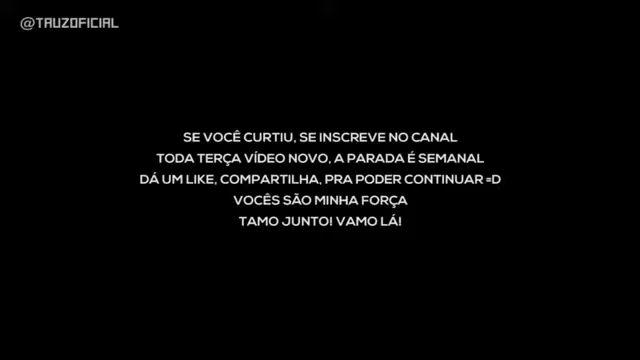 @TAUZOFICIAL
SE VOCÊ CURTIU, SE INSCREVE NO CANAL
TODA TERÇA VÍDEO NOVO, A PARADA É SEMANAL
DÁ UM LIKE, COMPARTILHA, PRA PODER CONTINUAR =D
VOCÊS SÃO MINHA FORÇA
TAMO JUNTO! VAMO LÁ!